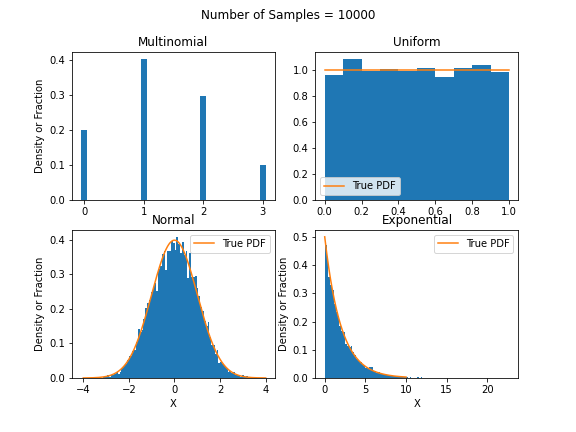 Number of Samples = 10000
Multinomial
Density or Fraction
0.4
0.3
0.2
0.1
0.0
0 1 2 3
Uniform
1.0
0.8
0.6
0.4
0.2
0.0
True PDF
0.0 0.2 0.4 0.6 0.8 1.0
Normal
Density or Fraction
0.4
0.3
0.2
0.1
0.0
True PDF
−4 −2 0 2 4
X
Exponential
Density or Fraction
0.5
0.4
0.3
0.2
0.1
0.0
True PDF
0 5 10 15 20
X